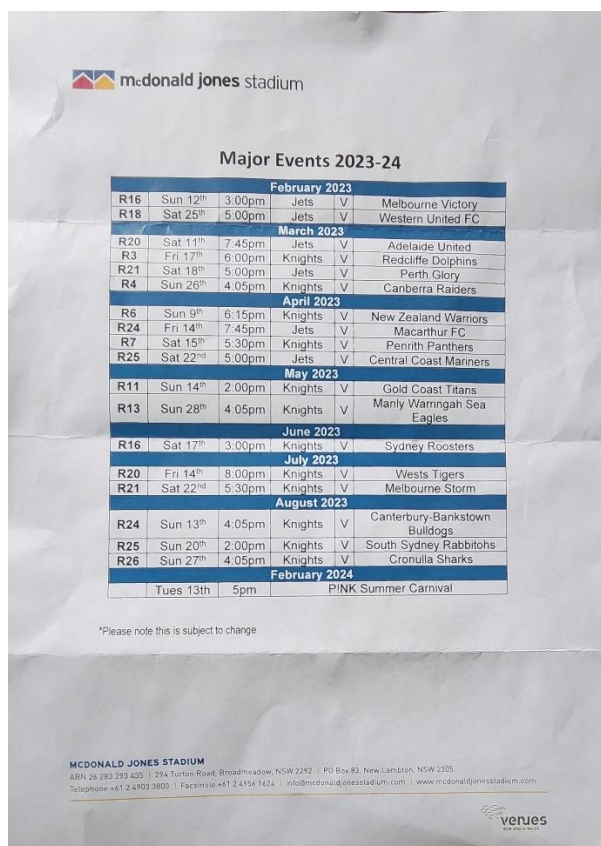 mcdonald jones stadium
Major Events 2023-24
February 2023
R16 Sun 12th 3:00pm Jets V Melbourne Victory
R18 Sat 25th 5:00pm Jets V Western United FC
March 2023
R20 Sat 11th 7:45pm Jets V Adelaide United
R3 Fri 17th 6:00pm Knights V Redcliffe Dolphins
R21 Sat 18th 5:00pm Jets V Perth Glory
R4 Sun 26th 4:05pm Knights V Canberra Raiders
April 2023
R6 Sun 9th 6:15pm Knights V New Zealand Warriors
R24 Fri 14th 7:45pm Jets V Macarthur FC
R7 Sat 15th 5:30pm Knights V Penrith Panthers
R25 Sat 22nd 5:00pm Jets V Central Coast Mariners
May 2023
R11 Sun 14th 2:00pm Knights V Gold Coast Titans
R13 Sun 28th 4:05pm Knights V Manly Warringah Sea
Eagles
June 2023
R16 Sat 17th 3:00pm Knights V Sydney Roosters
July 2023
R20 Fri 14th 8:00pm Knights V Wests Tigers
R21 Sat 22nd 5:30pm Knights V Melbourne Storm
August 2023
R24 Sun 13th 4:05pm Knights V Canterbury-Bankstown
Bulldogs
R25 Sun 20th 2:00pm Knights V South Sydney Rabbitohs
R26 Sun 27th 4:05pm Knights V Cronulla Sharks
February 2024
Tues 13th 5pm P!NK Summer Carnival
*Please note this is subject to change
MCDONALD JONES STADIUM
ABN 26 283 293 435 | 294 Turton Road, Broadmeadow, NSW 2292 | PO Box 83, New Lambton, NSW 2305
Telephone +61 2 4903 3800 | Facsimile +61 2 4956 1624 | info@mcdonaldjonesstadium.com | www.mcdonaldjonesstadium.com
venues
NEW SOUTH WALES